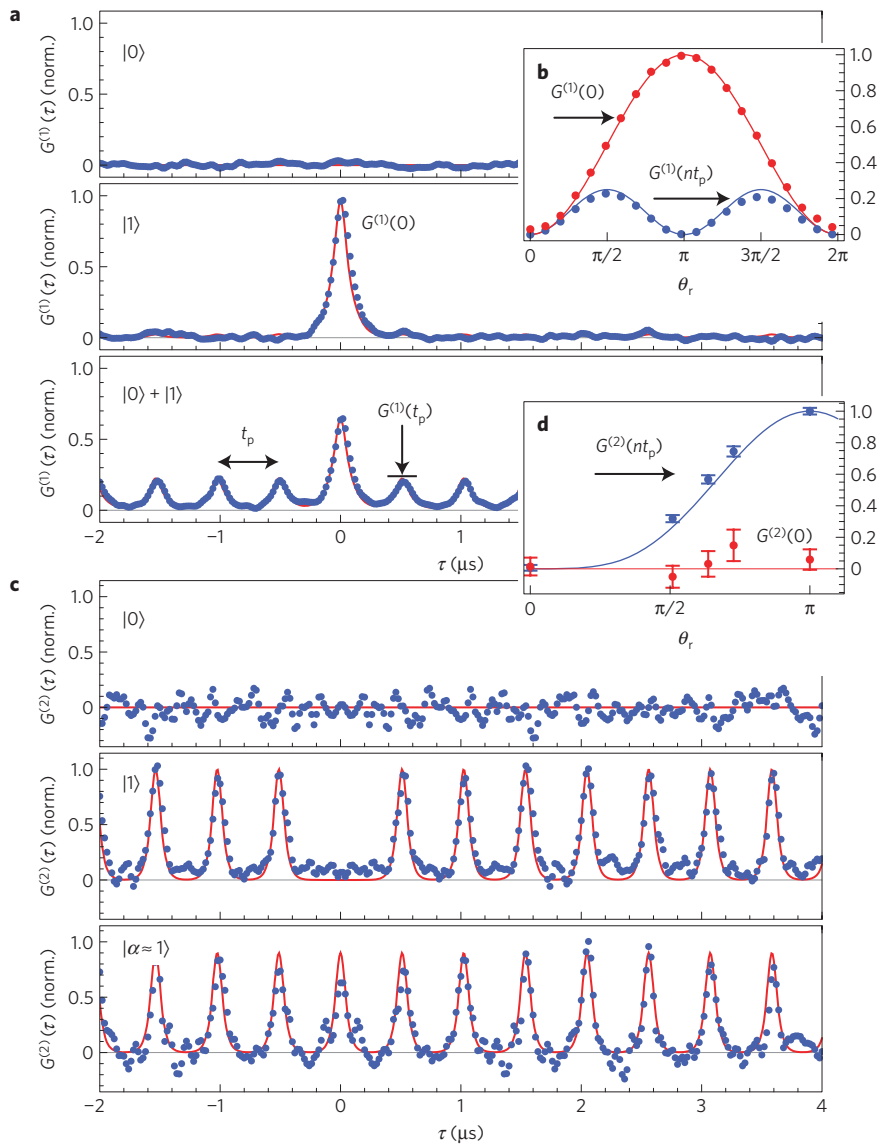 a
G(1)(τ) (norm.)
1.0
0.5
0
|0⟩
G(1)(τ) (norm.)
1.0
0.5
0
|1⟩
G(1)(0)
G(1)(τ) (norm.)
1.0
0.5
0
|0⟩ + |1⟩
tp
G(1)(tp)
−2 −1 0 1
τ (μs)
b
G(1)(0)
G(1)(ntp)
1.0
0.8
0.6
0.4
0.2
0
0 π/2 π 3π/2 2π
θr
d
G(2)(ntp)
G(2)(0)
1.0
0.8
0.6
0.4
0.2
0
0 π/2 π
θr
c
G(2)(τ) (norm.)
1.0
0.5
0
|0⟩
G(2)(τ) (norm.)
1.0
0.5
0
|1⟩
G(2)(τ) (norm.)
1.0
0.5
0
|α≈1⟩
−2 −1 0 1 2 3 4
τ (μs)